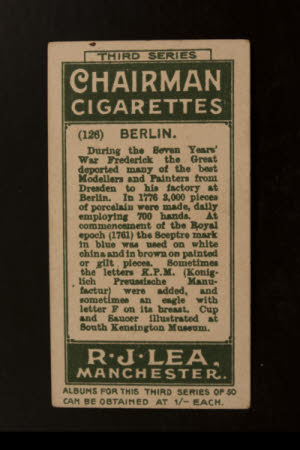 THIRD SERIES
CHAIRMAN
CIGARETTES
(126) BERLIN.
During the Seven Years'
War Frederick the Great
deported many of the best
Modellers and Painters from
Dresden to his factory at
Berlin. In 1776 3,000 pieces
of porcelain were made, daily
employing 700 hands. At
commencement of the Royal
epoch (1761) the Sceptre mark
in blue was used on white
china and in brown on painted
or gilt pieces. Sometimes
the letters K.P.M. (König-
lich Preussische Manu-
factur) were added, and
sometimes an eagle with
letter F on its breast. Cup
and Saucer illustrated at
South Kensington Museum.
R·J·LEA,
MANCHESTER.
ALBUMS FOR THIS THIRD SERIES OF 50
CAN BE OBTAINED AT 1/- EACH.